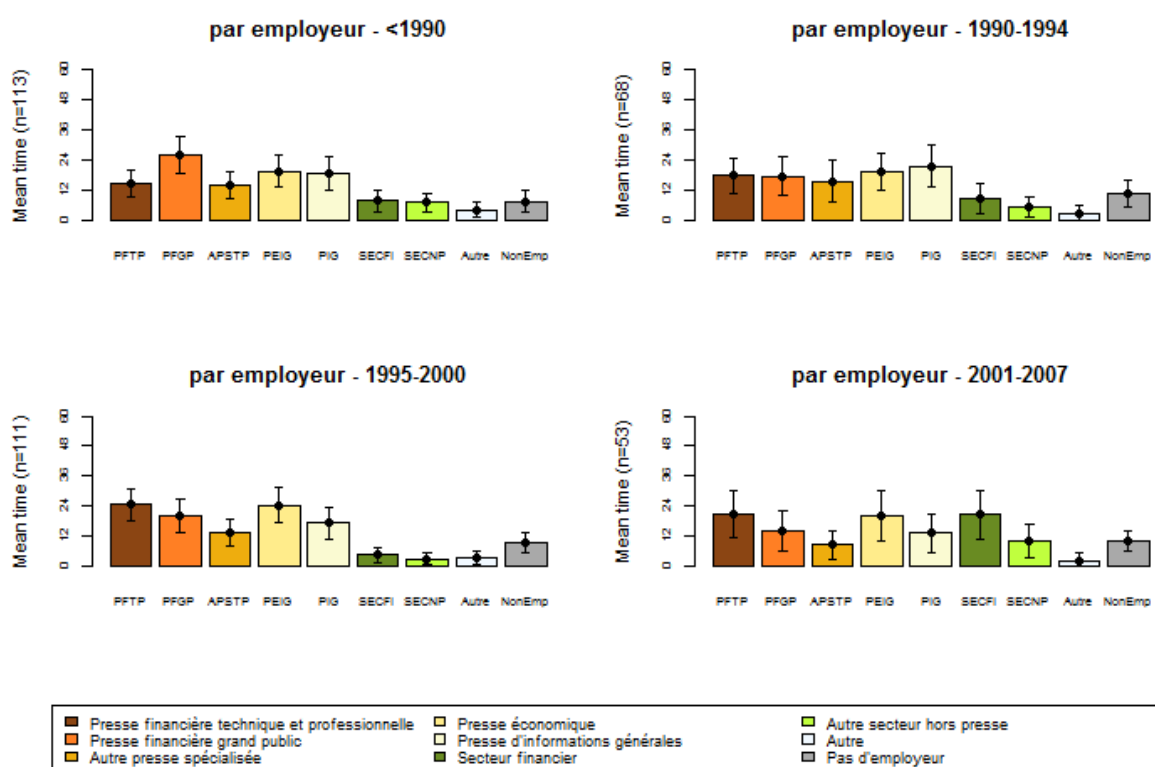 par employeur - <1990
Mean time (n=113)
60
48
36
24
12
0
PFTP PFGP APSTP PEIG PIG SECFI SECNP Autre NonEmp
par employeur - 1990-1994
Mean time (n=68)
60
48
36
24
12
0
PFTP PFGP APSTP PEIG PIG SECFI SECNP Autre NonEmp
par employeur - 1995-2000
Mean time (n=111)
60
48
36
24
12
0
PFTP PFGP APSTP PEIG PIG SECFI SECNP Autre NonEmp
par employeur - 2001-2007
Mean time (n=53)
60
48
36
24
12
0
PFTP PFGP APSTP PEIG PIG SECFI SECNP Autre NonEmp
Presse financière technique et professionnelle
Presse financière grand public
Autre presse spécialisée
Presse économique
Presse d'informations générales
Secteur financier
Autre secteur hors presse
Autre
Pas d'employeur